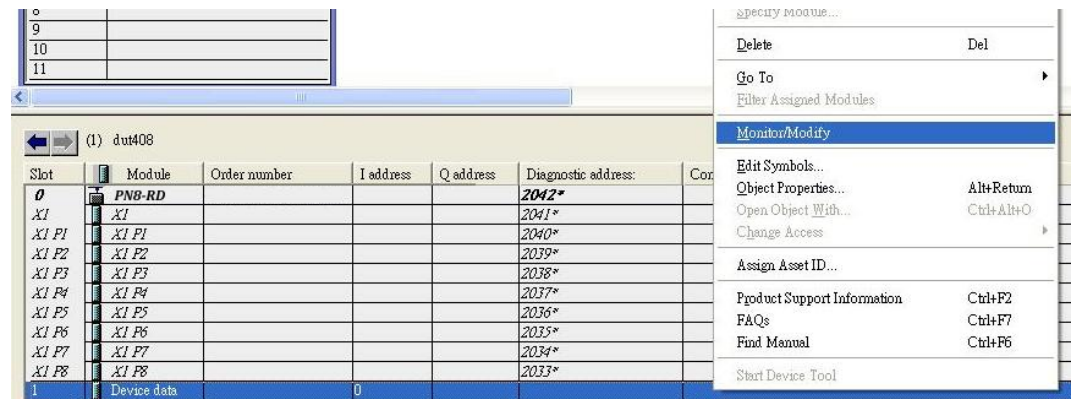 8
9
10
11
(1) dut408
Slot Module Order number I address Q address Diagnostic address: Con
0 PN8-RD 2042*
X1 X1 2041*
X1 P1 X1 P1 2040*
X1 P2 X1 P2 2039*
X1 P3 X1 P3 2038*
X1 P4 X1 P4 2037*
X1 P5 X1 P5 2036*
X1 P6 X1 P6 2035*
X1 P7 X1 P7 2034*
X1 P8 X1 P8 2033*
1 Device data 0
Specify Module...
Delete Del
Go To
Filter Assigned Modules
Monitor/Modify
Edit Symbols...
Object Properties... Alt+Return
Open Object With... Ctrl+Alt+O
Change Access
Assign Asset ID...
Product Support Information Ctrl+F2
FAQs Ctrl+F7
Find Manual Ctrl+F6
Start Device Tool